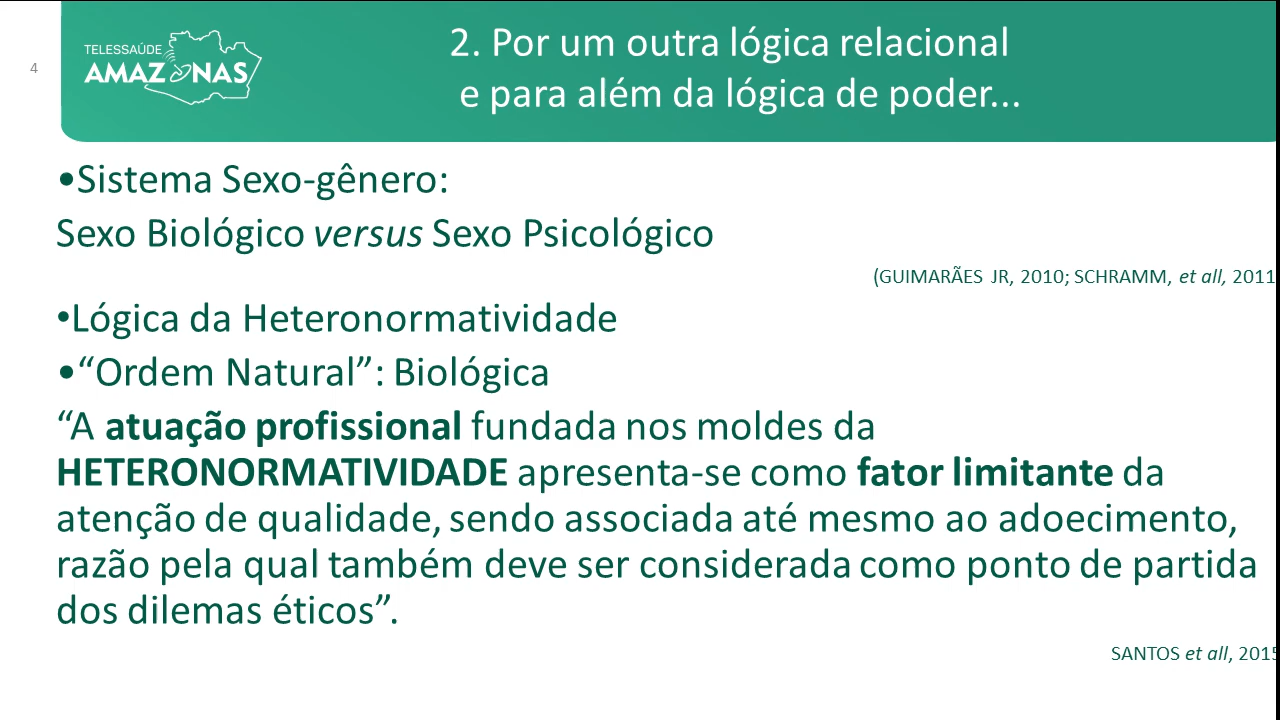 2. Por um outra lógica relacional
e para além da lógica de poder...
TELESSAÚDE
AMAZONAS
4
•Sistema Sexo-gênero:
Sexo Biológico versus Sexo Psicológico
(GUIMARÃES JR, 2010; SCHRAMM, et all, 2011
•Lógica da Heteronormatividade
•“Ordem Natural”: Biológica
“A atuação profissional fundada nos moldes da
HETERONORMATIVIDADE apresenta-se como fator limitante da
atenção de qualidade, sendo associada até mesmo ao adoecimento,
razão pela qual também deve ser considerada como ponto de partida
dos dilemas éticos”.
SANTOS et all, 2015